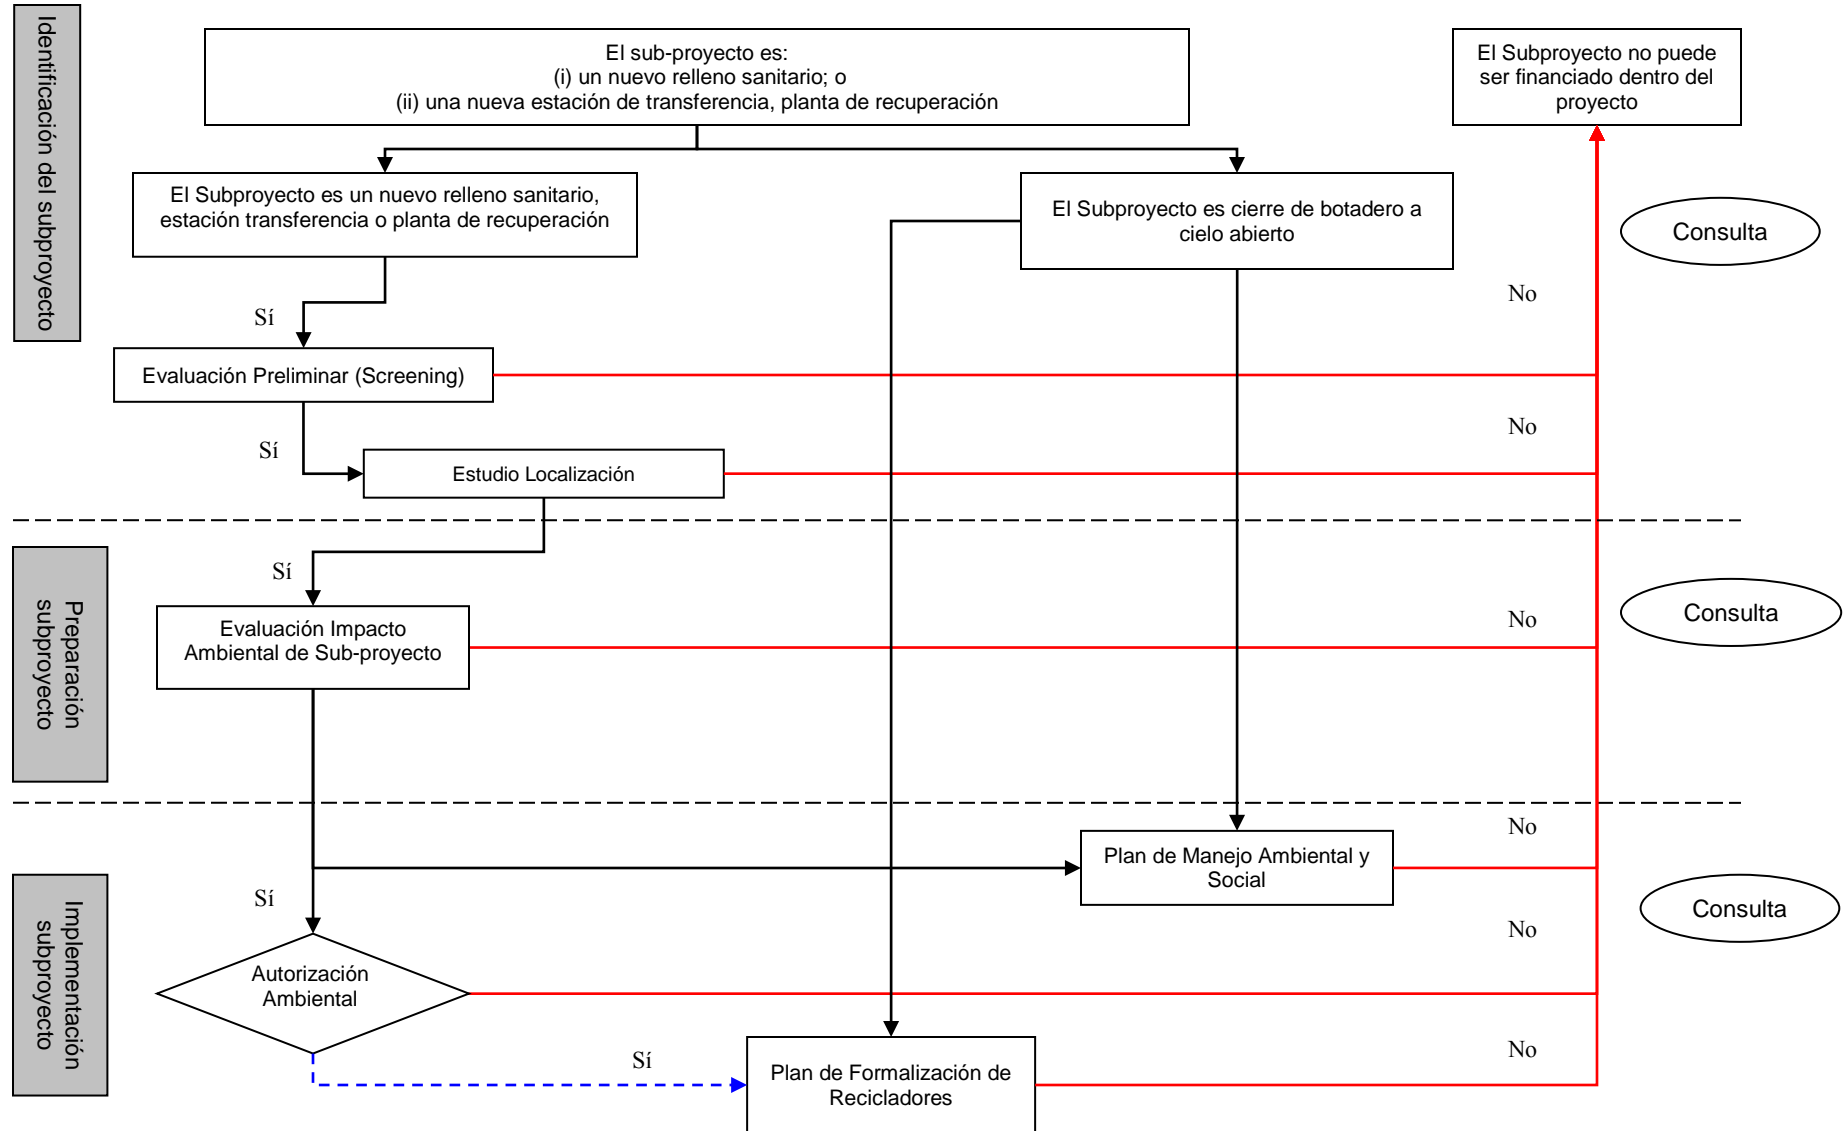 Identificación del subproyecto
El sub-proyecto es:
(i) un nuevo relleno sanitario; o
(ii) una nueva estación de transferencia, planta de recuperación
El Subproyecto no puede
ser financiado dentro del
proyecto
El Subproyecto es un nuevo relleno sanitario,
estación transferencia o planta de recuperación
El Subproyecto es cierre de botadero a
cielo abierto
Consulta
No
Sí
Evaluación Preliminar (Screening)
No
Sí
Estudio Localización
Preparación
subproyecto
Sí
Evaluación Impacto
Ambiental de Sub-proyecto
No
Consulta
No
Plan de Manejo Ambiental y
Social
Implementación
subproyecto
Sí
Consulta
No
Autorización
Ambiental
Sí
No
Plan de Formalización de
Recicladores